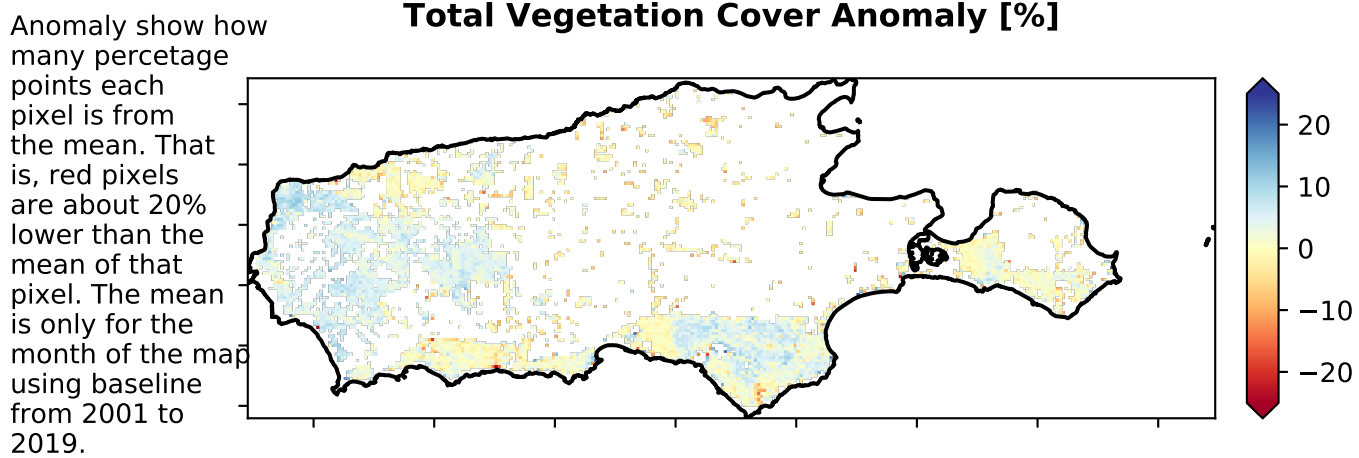 Total Vegetation Cover Anomaly [%]
Anomaly show how
many percetage
points each
pixel is from
the mean. That
is, red pixels
are about 20%
lower than the
mean of that
pixel. The mean
is only for the
month of the map
using baseline
from 2001 to
2019.
20
10
0
−10
−20